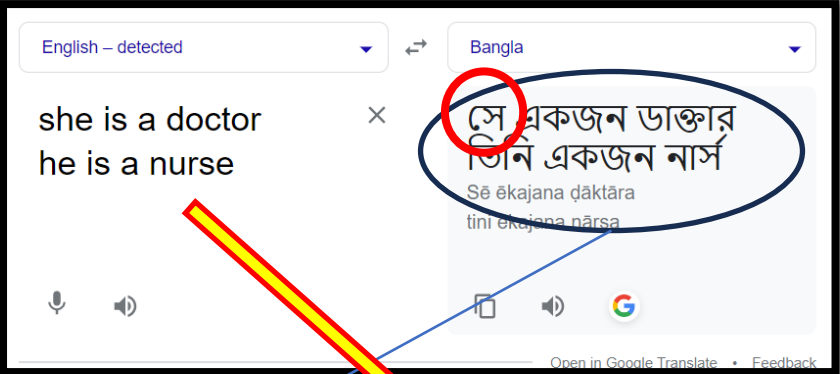 English – detected
Bangla
she is a doctor
he is a nurse
সে একজন ডাক্তার
তিনি একজন নার্স
Sē ēkajana ḍāktāra
tini ēkajana nārsa
Open in Google Translate • Feedback